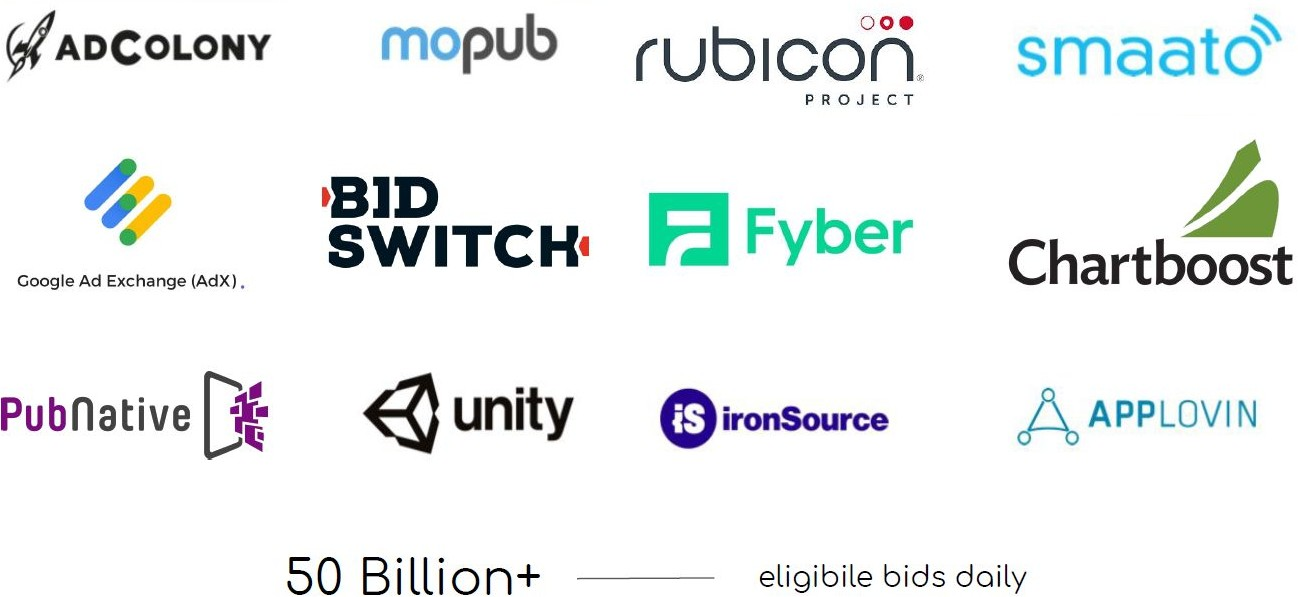 ADCOLONY
mopub
rubicon®
PROJECT
smaato
Google Ad Exchange (AdX).
BID
SWITCH
Fyber
Chartboost
PubNative
unity
iS ironSource
APPLOVIN
50 Billion+ eligibile bids daily